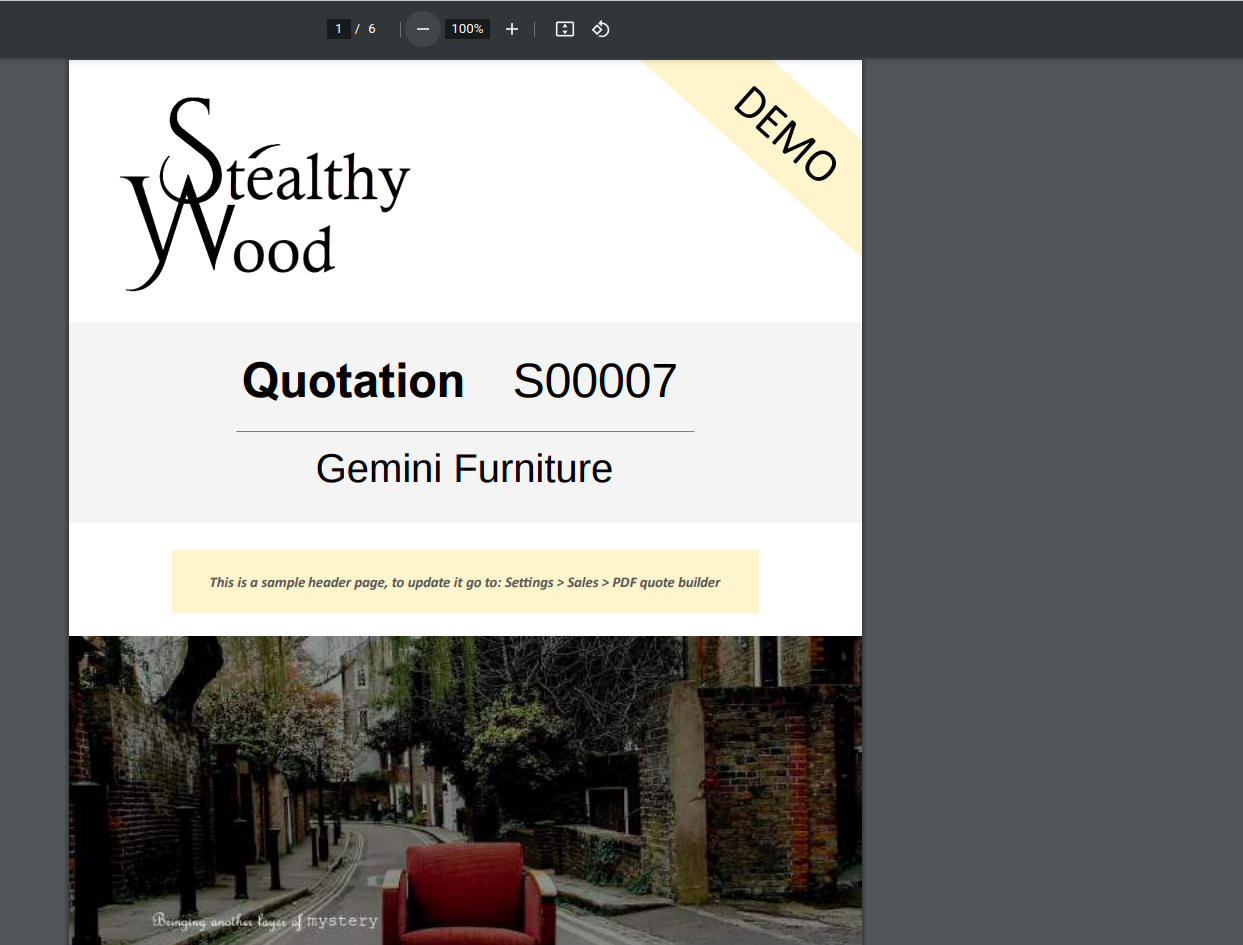 1 / 6 100%
DEMO
Stealthy
Wood
Quotation S00007
Gemini Furniture
This is a sample header page, to update it go to: Settings > Sales > PDF quote builder
Bringing another layer of mystery